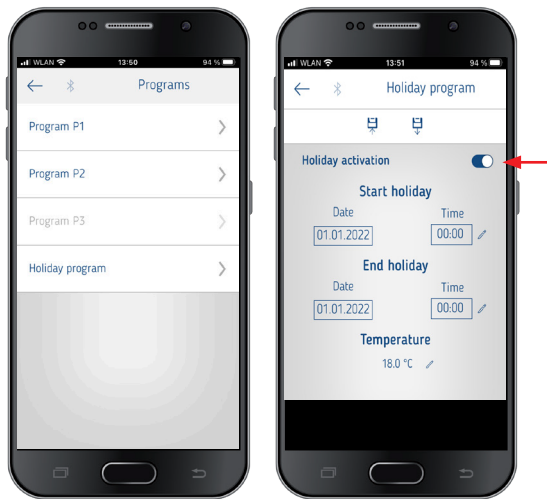 WLAN 13:50 94 %
Programs
Program P1
Program P2
Program P3
Holiday program
WLAN 13:51 94 %
Holiday program
Holiday activation
Start holiday
Date Time
01.01.2022 00:00
End holiday
Date Time
01.01.2022 00:00
Temperature
18.0 °C